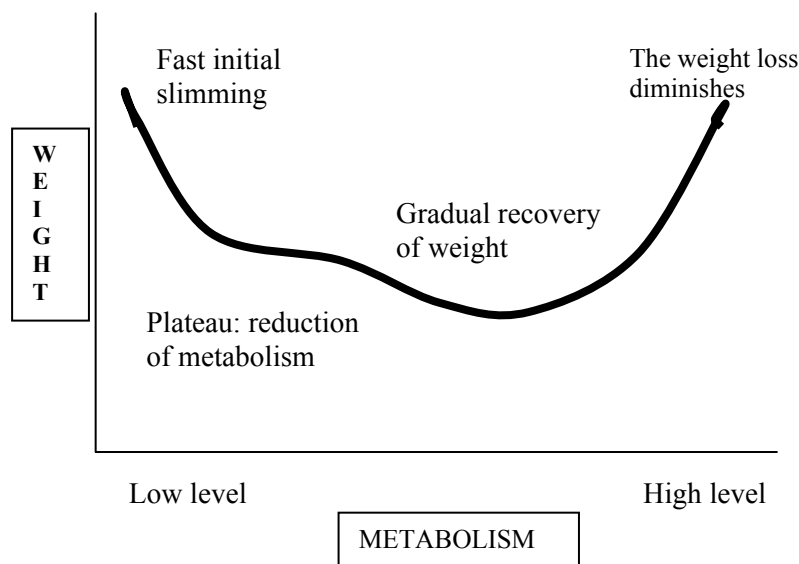 Fast initial
slimming
The weight loss
diminishes
W
E
I
G
H
T
Gradual recovery
of weight
Plateau: reduction
of metabolism
Low level
High level
METABOLISM